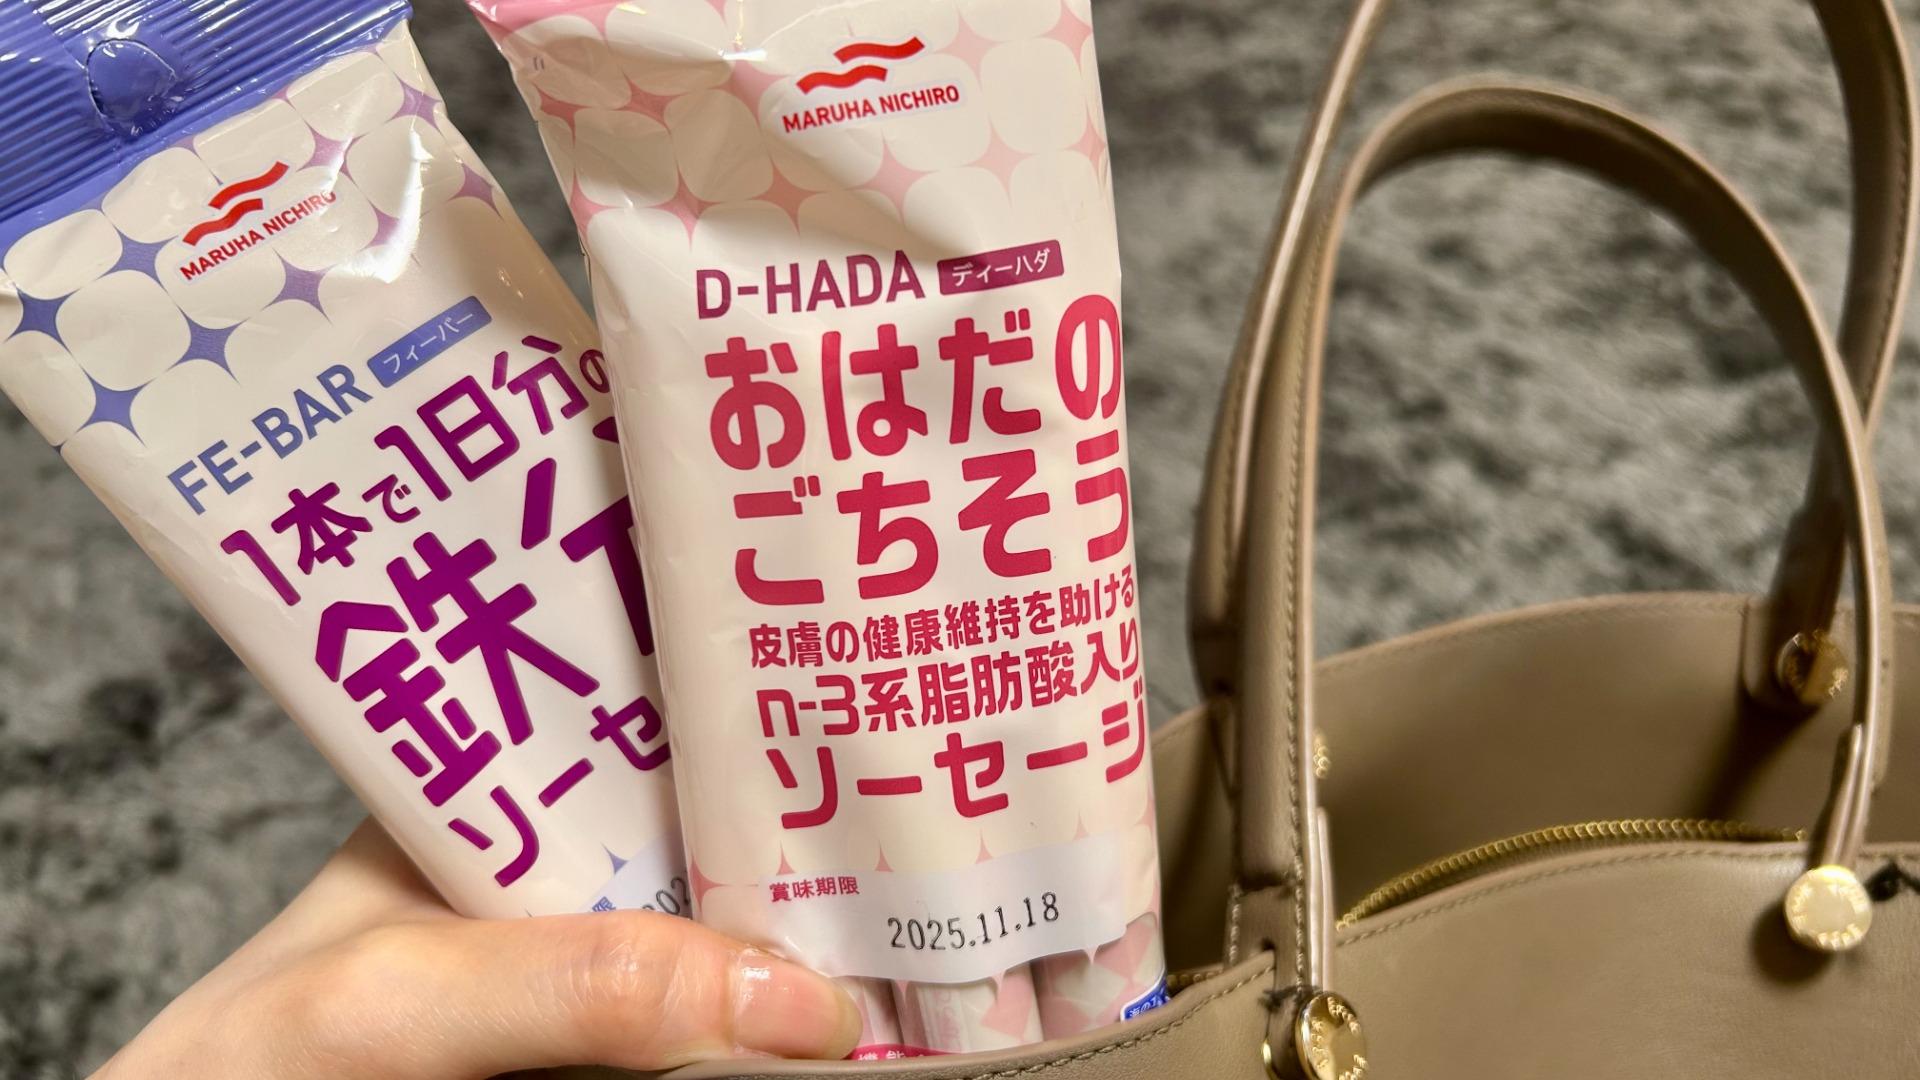 MARUHA NICHIRO
FE-BAR フィーバー
1本で1日分の
鉄
ソーセ
限
202
MARUHA NICHIRO
D-HADA ディーハダ
おはだの
ごちそう
皮膚の健康維持を助ける
n-3系脂肪酸入り
ソーセージ
賞味期限
2025.11.18